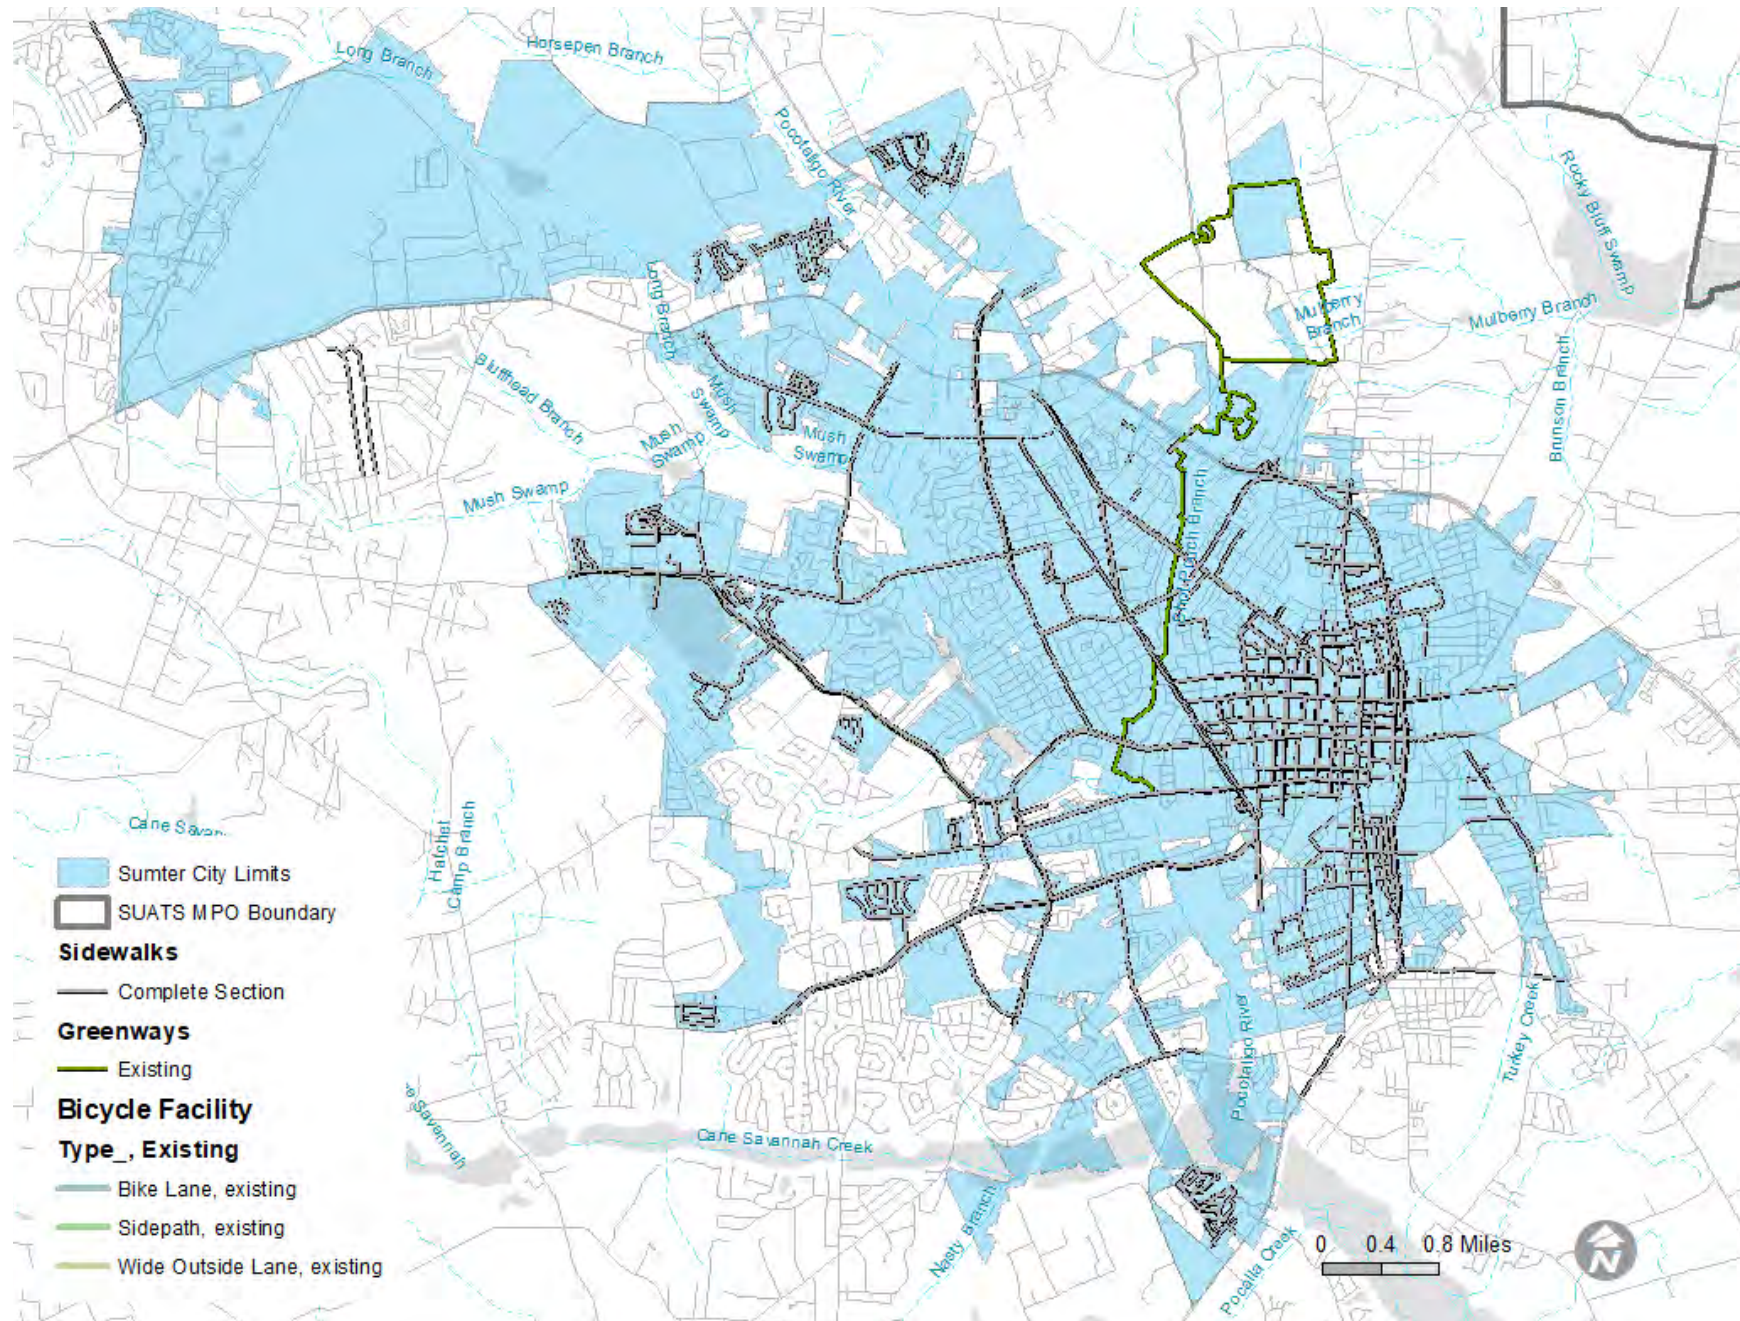 Long Branch
Horsepen Branch
Pocotaligo River
Rocky Bluff Swamp
Long Branch
Mulberry
Branch
Mulberry Branch
Brunson Branch
Bluffhead Branch
Mush
Swamp
Mush
Swamp
Mush
Swamp
Mush Swamp
Branch
Cane Savan
Hatchet
Camp Branch
Sumter City Limits
SUATS MPO Boundary
Sidewalks
Complete Section
Greenways
Existing
Bicycle Facility
Type_, Existing
Bike Lane, existing
Sidepath, existing
Wide Outside Lane, existing
e Savannah
Cane Savannah Creek
Nasty Branch
Pocotaligo River
Turkey Creek
Pocalla Creek
0 0.4 0.8 Miles
N